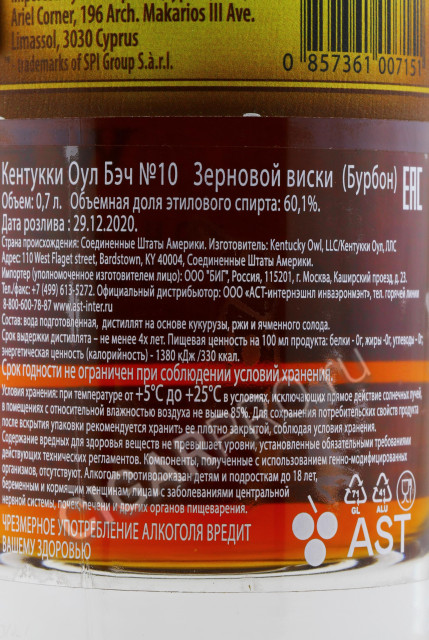 Ariel Corner, 196 Arch. Makarios III Ave.
Limassol, 3030 Cyprus
trademarks of SPI Group S.à r.l.
0 857361 007151
Кентукки Оул Бэч №10 Зерновой виски (Бурбон)
EAC
Объем: 0,7 л. Объемная доля этилового спирта: 60,1%.
Дата розлива : 29.12.2020.
Страна происхождения: Соединенные Штаты Америки. Изготовитель: Kentucky Owl, LLC/Кентукки Оул, ЛЛС
Адрес: 110 West Flaget street, Bardstown, KY 40004, Соединенные Штаты Америки.
Импортер (уполномоченное изготовителем лицо): ООО "БИГ", Россия, 115201, г. Москва, Каширский проезд, д. 23.
Тел./факс: +7 (499) 613-5272. Официальный дистрибьютор: ООО «АСТ-интернэшнл инваэронмэнт», тел. горячей линии
8-800-600-78-87 www.ast-inter.ru
Состав: вода подготовленная, дистиллят на основе кукурузы, ржи и ячменного солода.
Срок выдержки дистиллята – не менее 4х лет. Пищевая ценность на 100 мл продукта: белки - 0г, жиры -0г, углеводы – 0г;
энергетическая ценность (калорийность) - 1380 кДж /330 ккал.
Срок годности не ограничен при соблюдении условий хранения.
Условия хранения: при температуре от +5°С до +25°С в условиях, исключающих прямое действие солнечных лучей,
в помещениях с относительной влажностью воздуха не выше 85%. Для сохранения потребительских свойств продукта
после вскрытия упаковки рекомендуется хранить ее плотно закрытой, соблюдая условия хранения.
Содержание вредных для здоровья веществ не превышает уровни, установленные обязательными требованиями
действующих технических регламентов. Компоненты, полученные с использованием генно-модифицированных
организмов, отсутствуют. Алкоголь противопоказан детям и подросткам до 18 лет,
беременным и кормящим женщинам, лицам с заболеваниями центральной
нервной системы, почек, печени и других органов пищеварения.
ЧРЕЗМЕРНОЕ УПОТРЕБЛЕНИЕ АЛКОГОЛЯ ВРЕДИТ
ВАШЕМУ ЗДОРОВЬЮ
GL ALU
AST